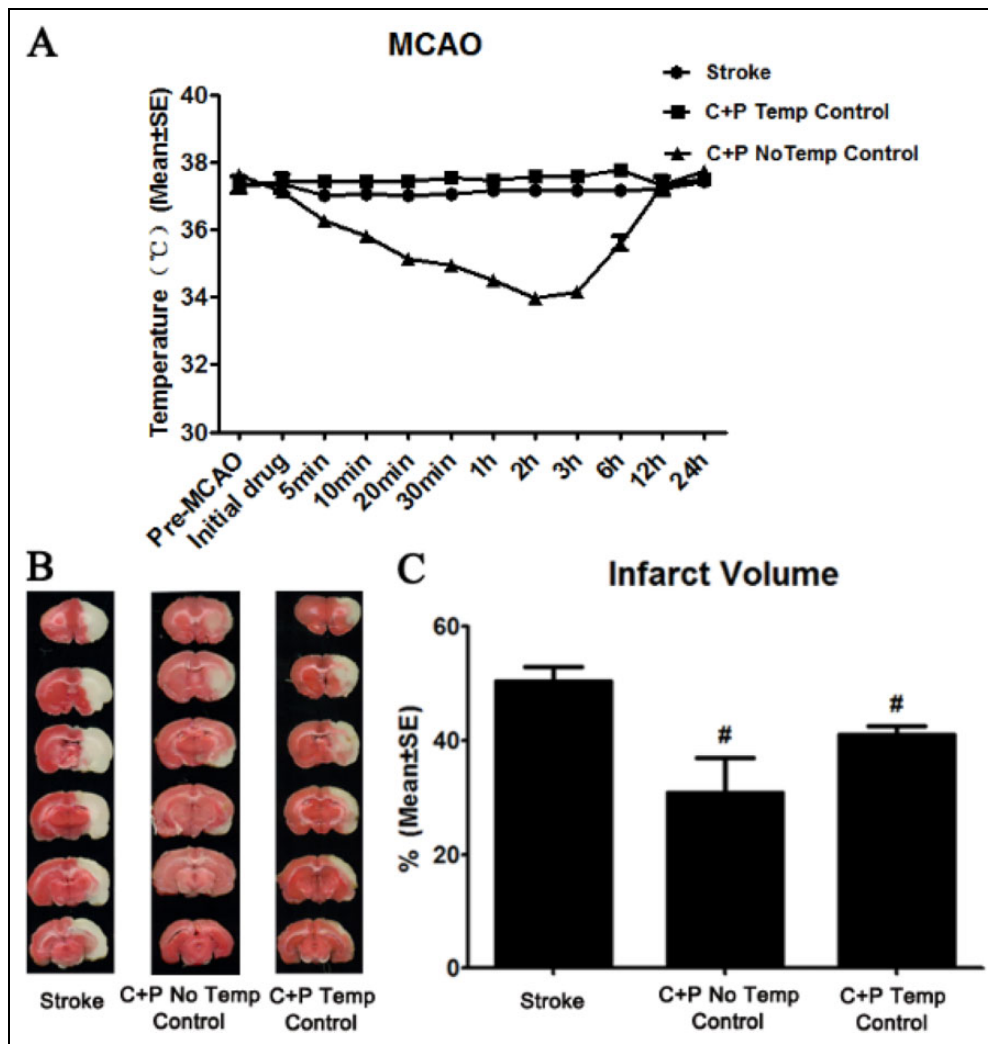 A
MCAO
Stroke
C+P Temp Control
C+P NoTemp Control
Temperature (℃) (Mean±SE)
40
38
36
34
32
30
Pre-MCAO
Initial drug
5min
10min
20min
30min
1h
2h
3h
6h
12h
24h
B
Stroke
C+P No Temp
Control
C+P Temp
Control
C
Infarct Volume
% (Mean±SE)
60
40
20
0
#
#
Stroke
C+P No Temp
Control
C+P Temp
Control